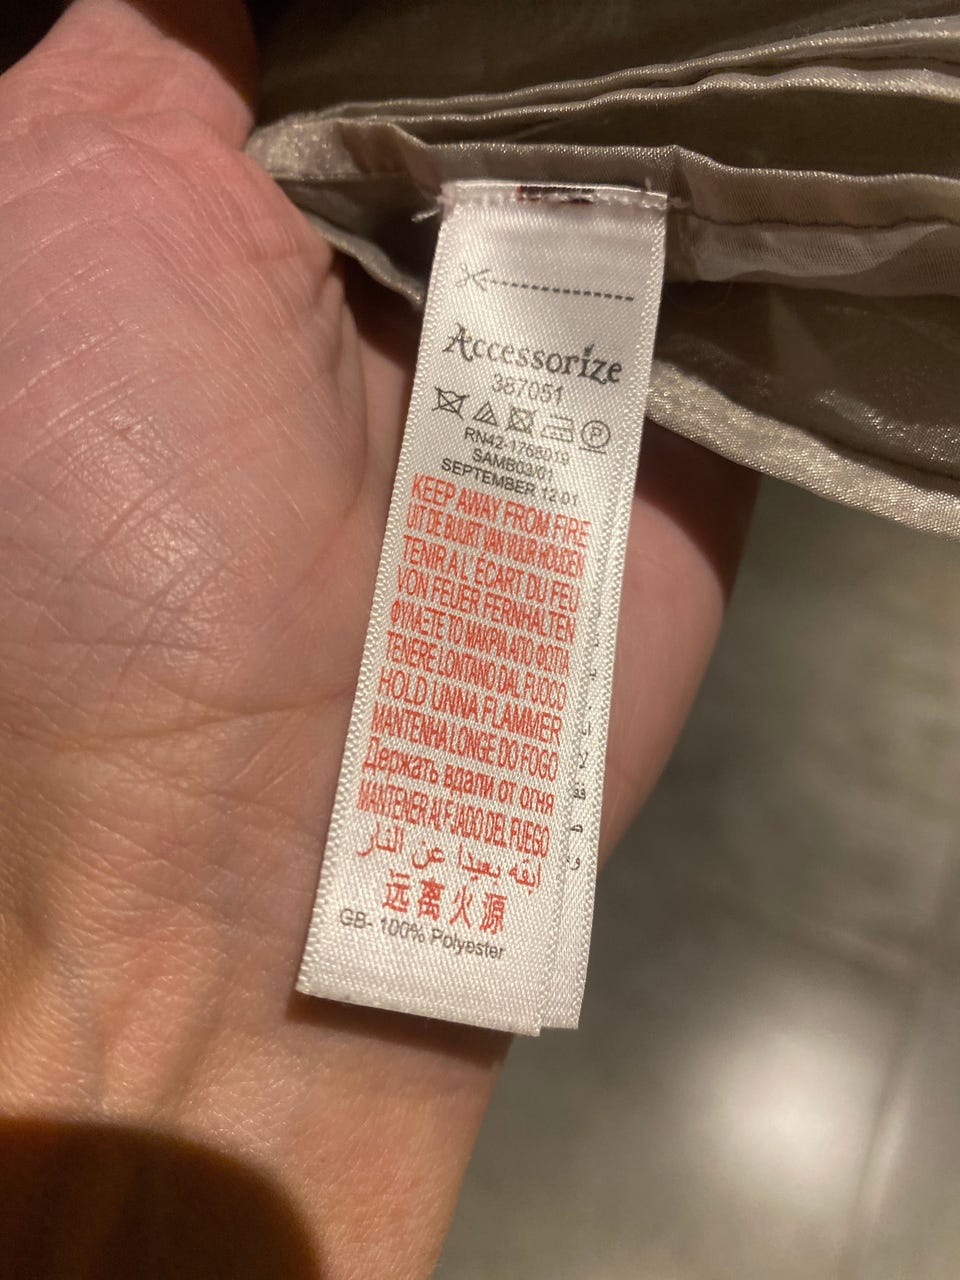 Accessorize
387051
P
RN42-1768019
SAMB03/01
SEPTEMBER 12 01
KEEP AWAY FROM FIRE
UIT DE BUURT VAN VUUR HOUDEN
TENIR A L ÉCART DU FEU
VON FEUER FERNHALTEN
ΦΥΛΑΞΤΕ ΤΟ ΜΑΚΡΙΑ ΑΠΟ ΦΩΤΙΑ
TENERE LONTANO DAL FUOCO
HOLD UNNA FLAMMER
MANTENHA LONGE DO FOGO
Двожать вдали от огня
MANTENER ALEJADO DEL FUEGO
ابقه بعيدا عن النار
远离火源
GB- 100% Polyester